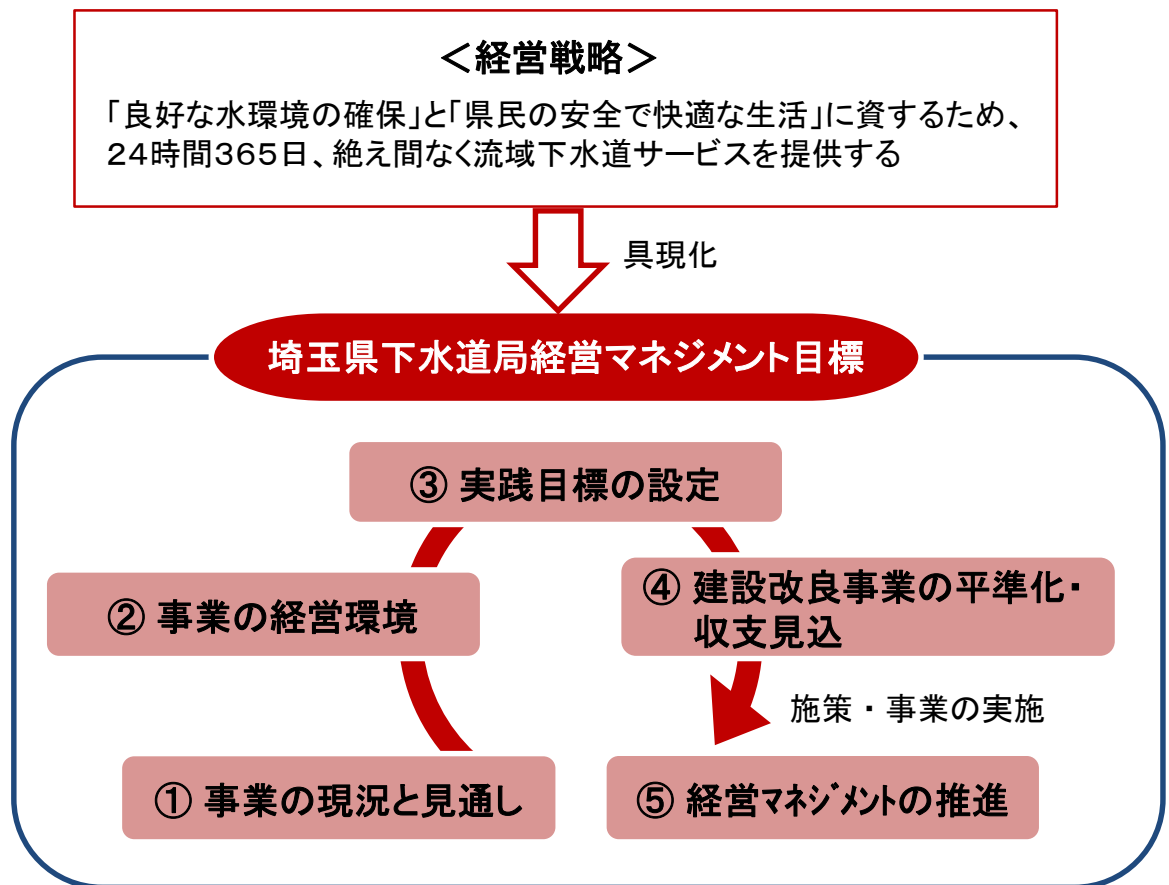 ＜経営戦略＞
「良好な水環境の確保」と「県民の安全で快適な生活」に資するため、
２４時間３６５日、絶え間なく流域下水道サービスを提供する
具現化
埼玉県下水道局経営マネジメント目標
③ 実践目標の設定
② 事業の経営環境
④ 建設改良事業の平準化・
収支見込
施策・事業の実施
① 事業の現況と見通し
⑤ 経営マネジメントの推進